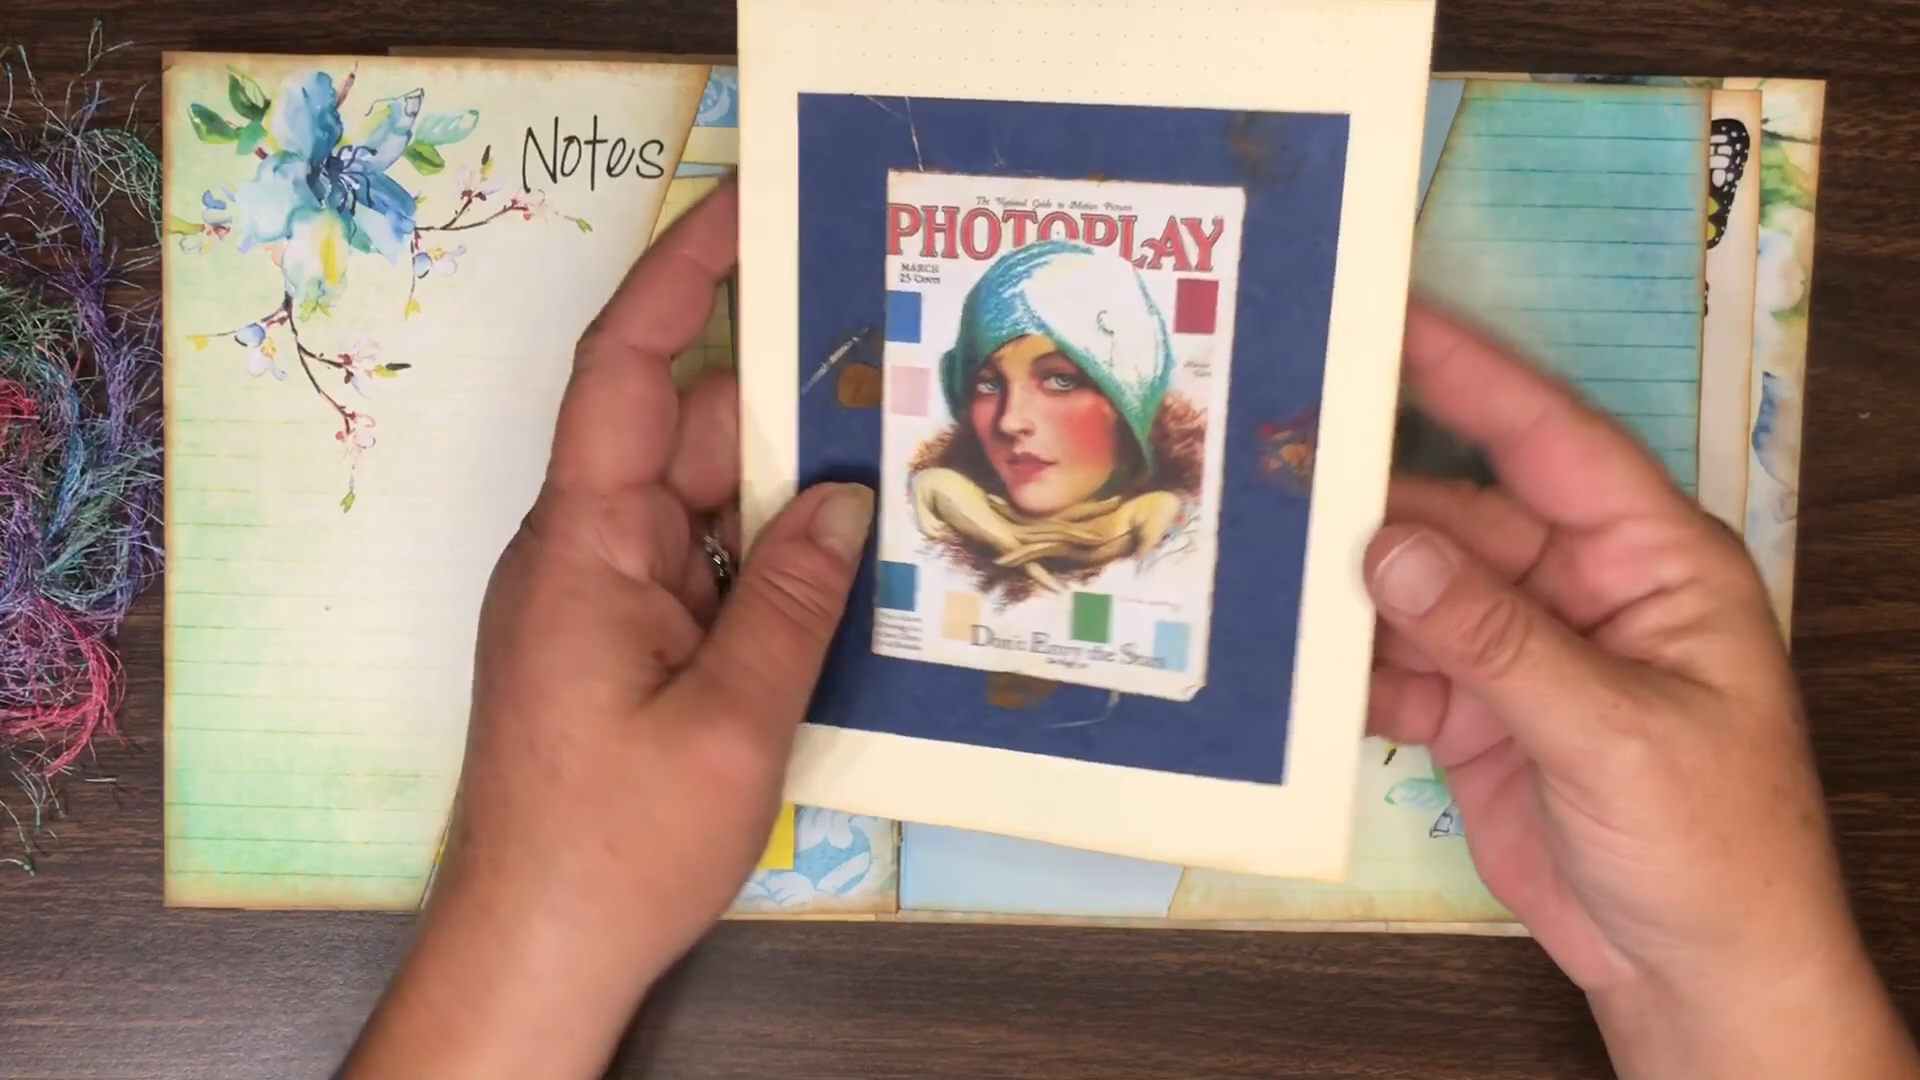 Notes
The National Guide to Motion Pictures
PHOTOPLAY
MARCH
25 Cents
Don't Envy the Stars